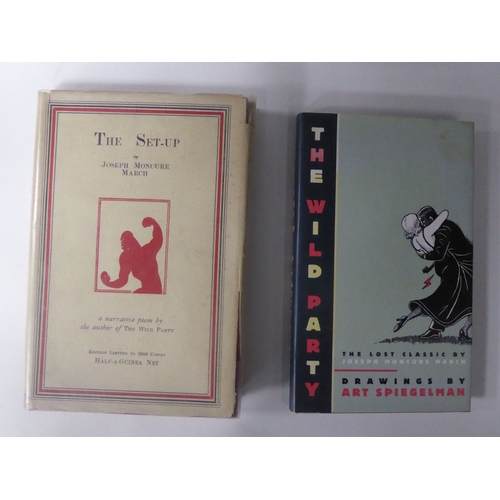 THE SET-UP
by
JOSEPH MONCURE
MARCH
a narrative poem by
the author of THE WILD PARTY
EDITION LIMITED TO 2000 COPIES
HALF-A-GUINEA NET
THE WILD PARTY
THE LOST CLASSIC BY
JOSEPH MONCURE MARCH
DRAWINGS BY
ART SPIEGELMAN